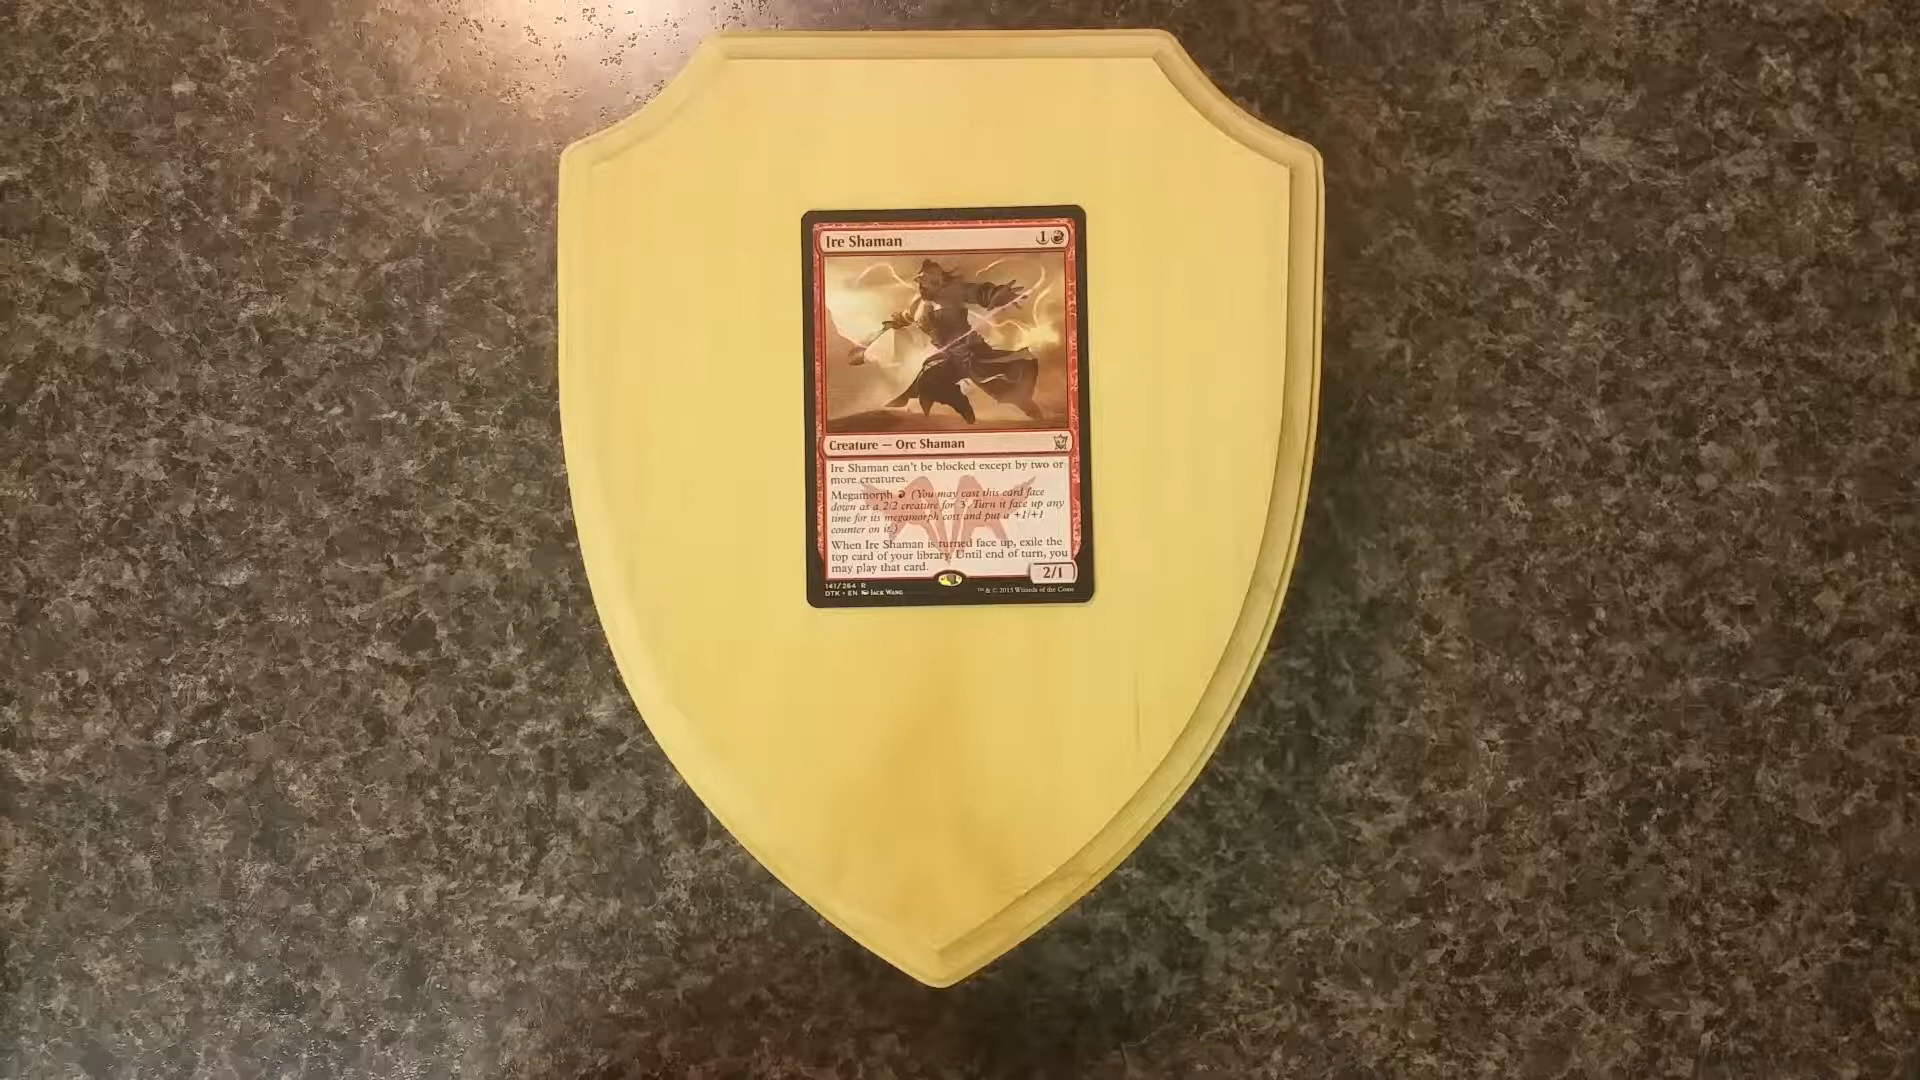 Ire Shaman 1
Creature — Orc Shaman
Ire Shaman can't be blocked except by two or
more creatures.
Megamorph (You may cast this card face
down as a 2/2 creature for 3. Turn it face up any
time for its megamorph cost and put a +1/+1
counter on it.)
When Ire Shaman is turned face up, exile the
top card of your library. Until end of turn, you
may play that card.
2/1
141/264 R
DTK • EN Jack Wang
™ & © 2015 Wizards of the Coast